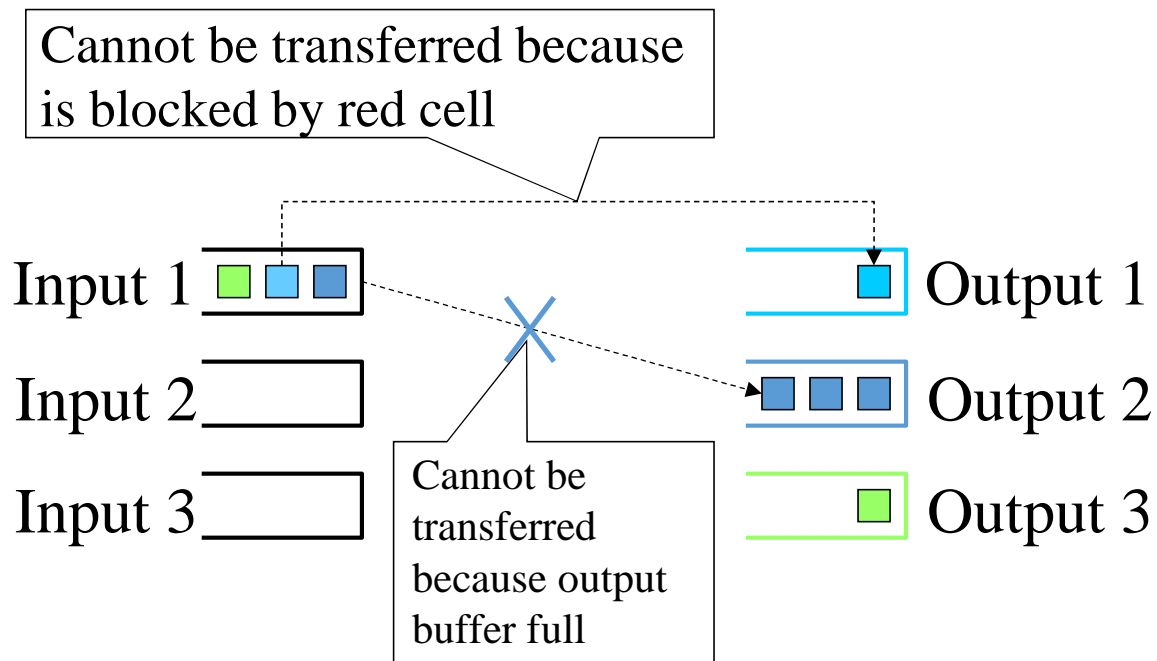 Cannot be transferred because
is blocked by red cell
Input 1
Output 1
Input 2
Output 2
Cannot be
transferred
because output
buffer full
Input 3
Output 3